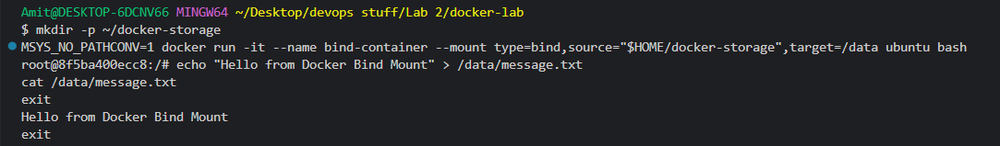 Amit@DESKTOP-6DCNV66 MINGW64 ~/Desktop/devops stuff/Lab 2/docker-lab
$ mkdir -p ~/docker-storage
MSYS_NO_PATHCONV=1 docker run -it --name bind-container --mount type=bind,source="$HOME/docker-storage",target=/data ubuntu bash
root@8f5ba400ecc8:/# echo "Hello from Docker Bind Mount" > /data/message.txt
cat /data/message.txt
exit
Hello from Docker Bind Mount
exit